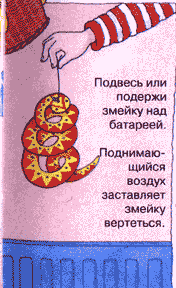 Подвесь или
подержи
змейку над
батареей.
Поднимаю-
щийся
воздух
заставляет
змейку
вертеться.